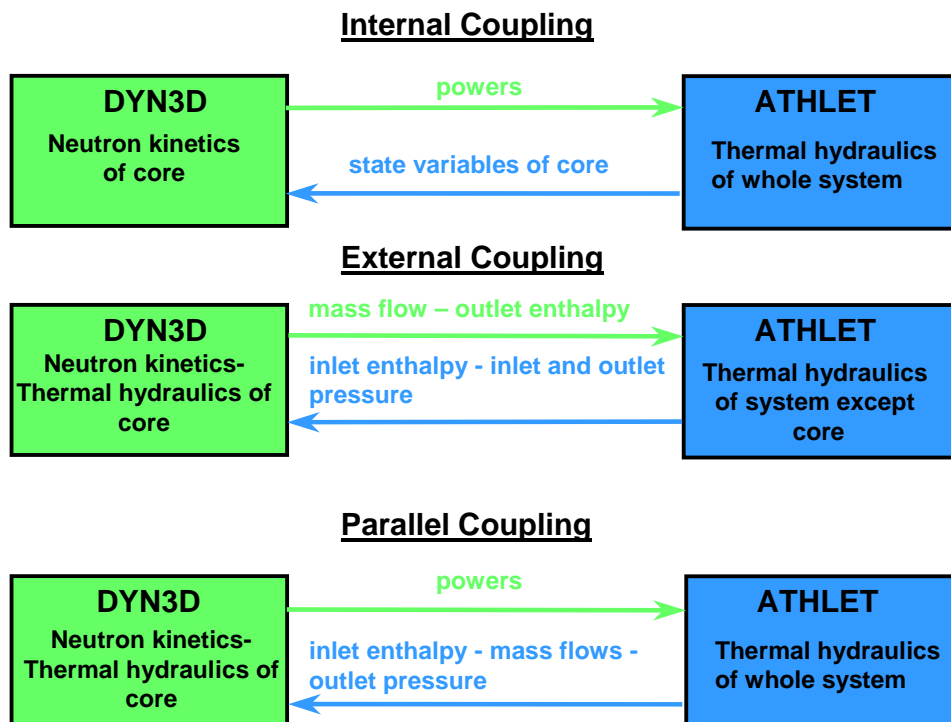 Internal Coupling
DYN3D
Neutron kinetics
of core
powers
state variables of core
ATHLET
Thermal hydraulics
of whole system
External Coupling
DYN3D
Neutron kinetics-
Thermal hydraulics of
core
mass flow – outlet enthalpy
inlet enthalpy - inlet and outlet
pressure
ATHLET
Thermal hydraulics
of system except
core
Parallel Coupling
DYN3D
Neutron kinetics-
Thermal hydraulics of
core
powers
inlet enthalpy - mass flows -
outlet pressure
ATHLET
Thermal hydraulics
of whole system